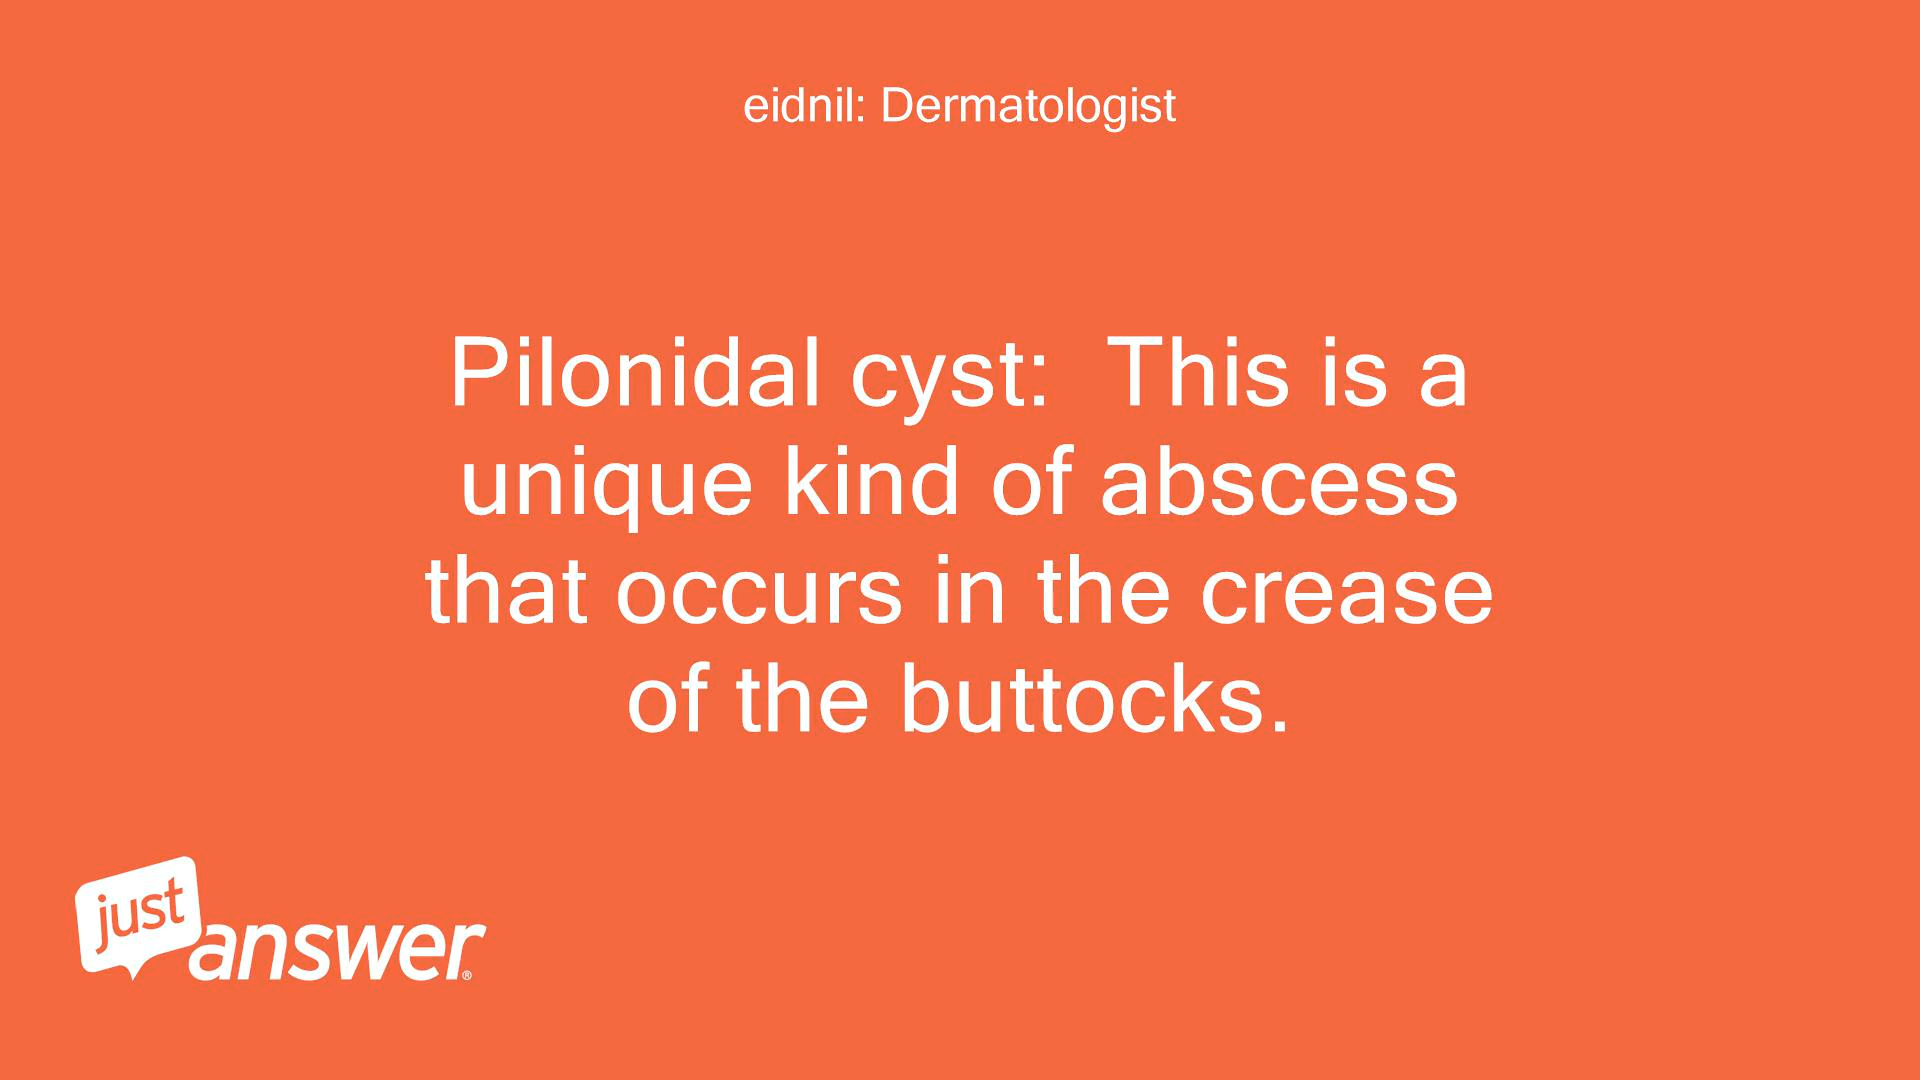 eidnil: Dermatologist
Pilonidal cyst:  This is a
unique kind of abscess
that occurs in the crease
of the buttocks.
just
answer®